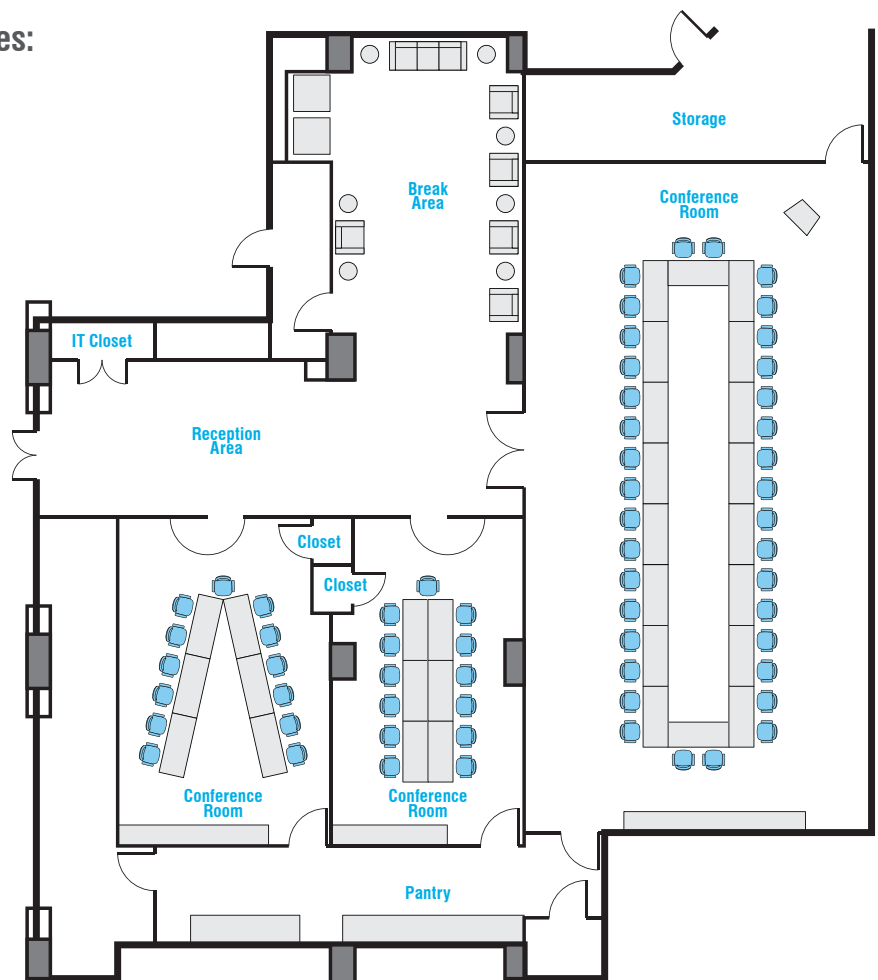 es:
Storage
Break
Area
Conference
Room
IT Closet
Reception
Area
Closet
Closet
Conference
Room
Conference
Room
Pantry